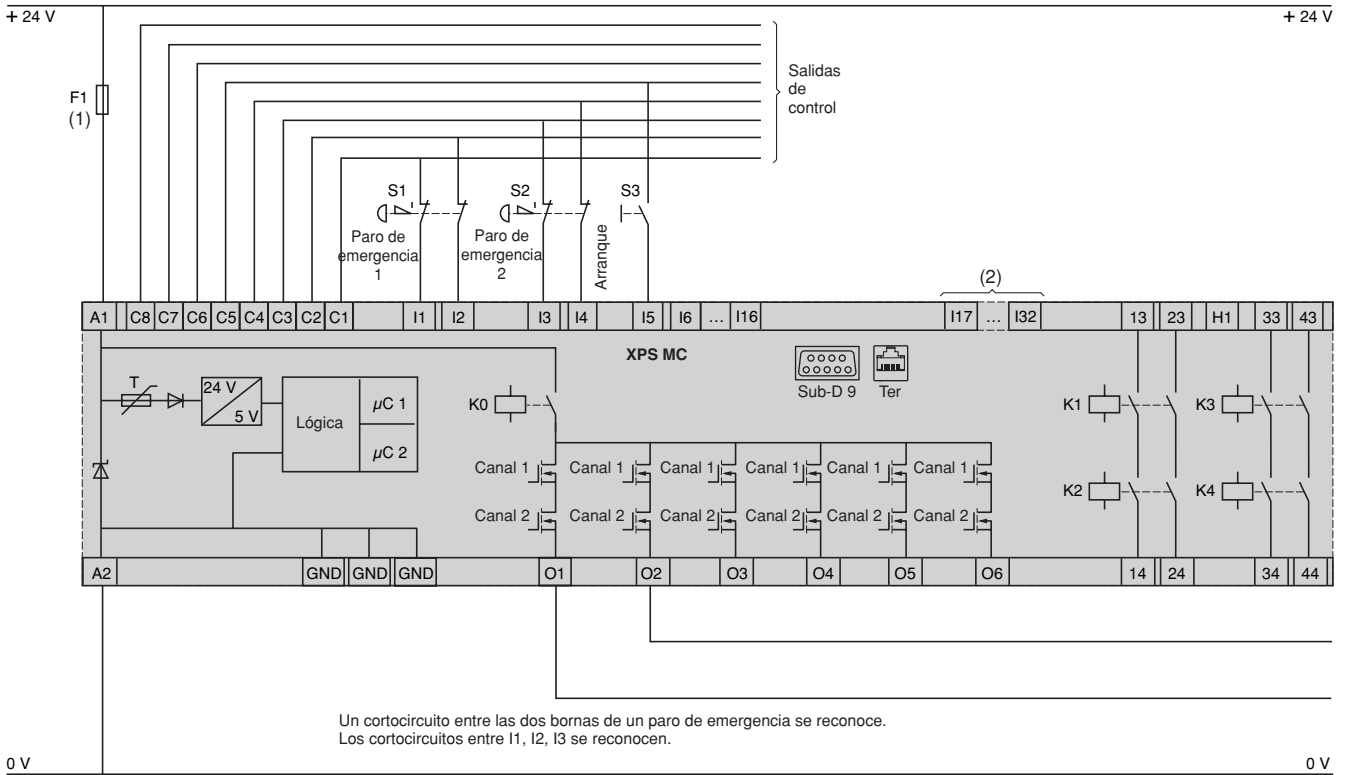 + 24 V
+ 24 V
F1
(1)
Salidas
de
control
S1
S2
S3
Paro de
emergencia
1
Paro de
emergencia
2
Arranque
(2)
A1 C8 C7 C6 C5 C4 C3 C2 C1 I1 I2 I3 I4 I5 I6 ... I16 I17 ... I32 13 23 H1 33 43
XPS MC
Sub-D 9
Ter
T
24 V
5 V
Lógica
µC 1
µC 2
K0
K1
K3
Canal 1 Canal 1 Canal 1 Canal 1 Canal 1 Canal 1
K2
K4
Canal 2 Canal 2 Canal 2 Canal 2 Canal 2 Canal 2
A2 GND GND GND O1 O2 O3 O4 O5 O6 14 24 34 44
Un cortocircuito entre las dos bornas de un paro de emergencia se reconoce.
Los cortocircuitos entre I1, I2, I3 se reconocen.
0 V
0 V